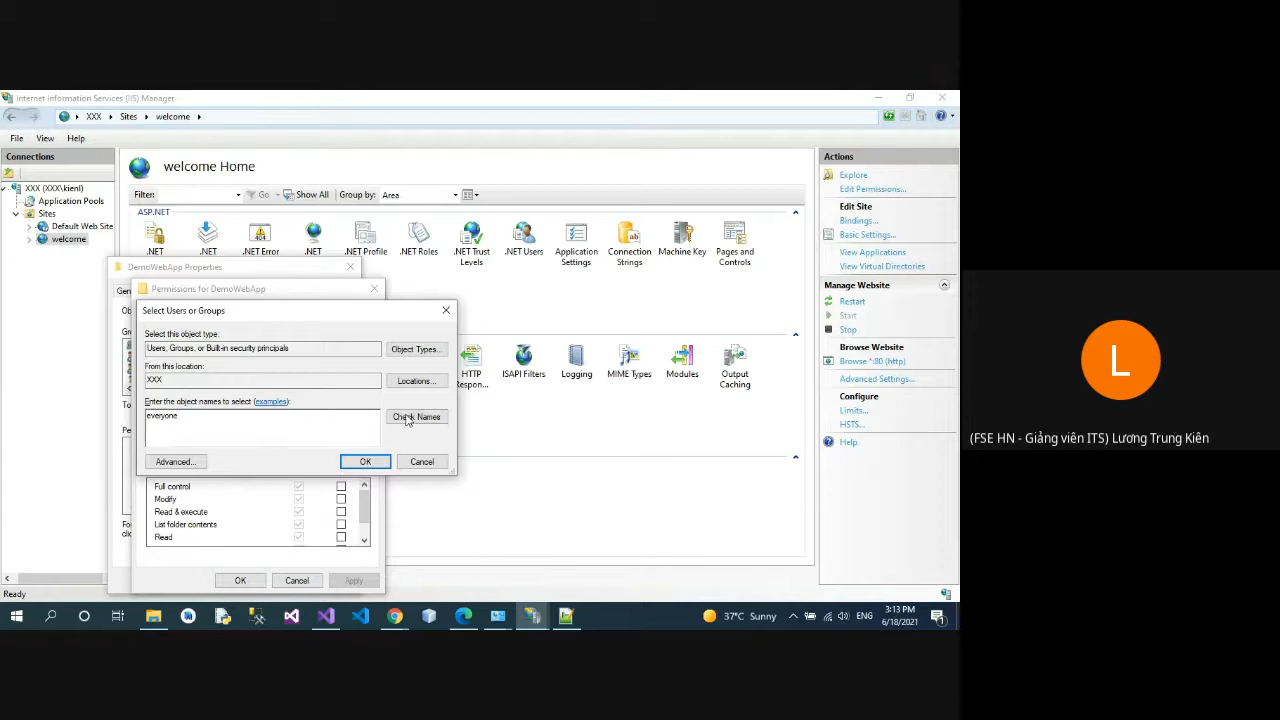 Internet Information Services (IIS) Manager
XXX
Sites
welcome
File View Help
Connections
XXX (XXX\kienl)
Application Pools
Sites
Default Web Site
welcome
welcome Home
Filter:
Go
Show All
Group by:
Area
ASP.NET
.NET
.NET
.NET Error
.NET
.NET Profile
.NET Roles
.NET Trust
Levels
.NET Users
Application
Settings
Connection
Strings
Machine Key
Pages and
Controls
HTTP
Respon...
ISAPI Filters
Logging
MIME Types
Modules
Output
Caching
DemoWebApp Properties
Permissions for DemoWebApp
Select Users or Groups
Select this object type:
Users, Groups, or Built-in security principals
Object Types...
From this location:
XXX
Locations...
Enter the object names to select (examples):
everyone
Check Names
Advanced...
OK
Cancel
Full control
Modify
Read & execute
List folder contents
Read
OK
Cancel
Apply
Actions
Explore
Edit Permissions...
Edit Site
Bindings...
Basic Settings...
View Applications
View Virtual Directories
Manage Website
Restart
Start
Stop
Browse Website
Browse *:80 (http)
Advanced Settings...
Configure
Limits...
HSTS...
Help
Ready
37°C Sunny
ENG
3:13 PM
6/18/2021
L
(FSE HN - Giảng viên ITS) Lương Trung Kiên